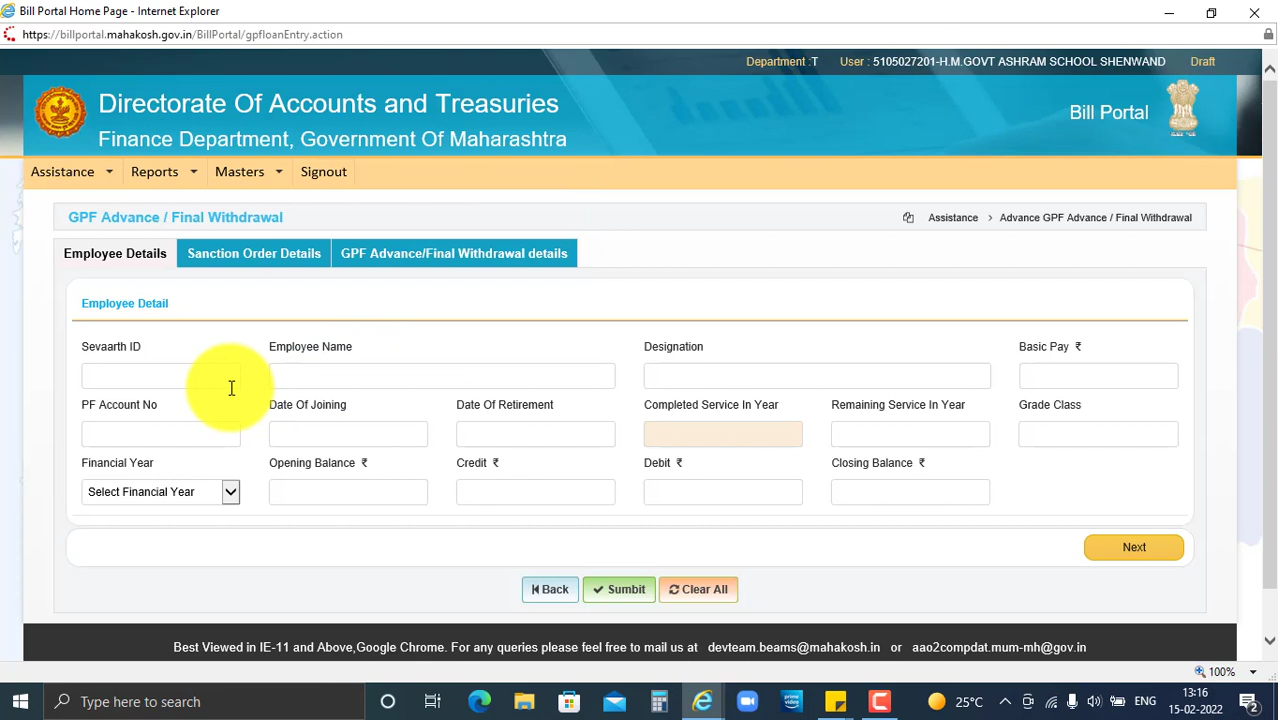 Bill Portal Home Page - Internet Explorer
https://billportal.mahakosh.gov.in/BillPortal/gpfloanEntry.action
Department :T User : 5105027201-H.M.GOVT ASHRAM SCHOOL SHENWAND Draft
Directorate Of Accounts and Treasuries
Finance Department, Government Of Maharashtra
Bill Portal
Assistance Reports Masters Signout
GPF Advance / Final Withdrawal
Assistance > Advance GPF Advance / Final Withdrawal
Employee Details Sanction Order Details GPF Advance/Final Withdrawal details
Employee Detail
Sevaarth ID Employee Name Designation Basic Pay ₹
PF Account No Date Of Joining Date Of Retirement Completed Service In Year Remaining Service In Year Grade Class
Financial Year Opening Balance ₹ Credit ₹ Debit ₹ Closing Balance ₹
Select Financial Year
Next
Back Sumbit Clear All
Best Viewed in IE-11 and Above,Google Chrome. For any queries please feel free to mail us at devteam.beams@mahakosh.in or aao2compdat.mum-mh@gov.in
100%
Type here to search
25°C ENG
13:16
15-02-2022
2